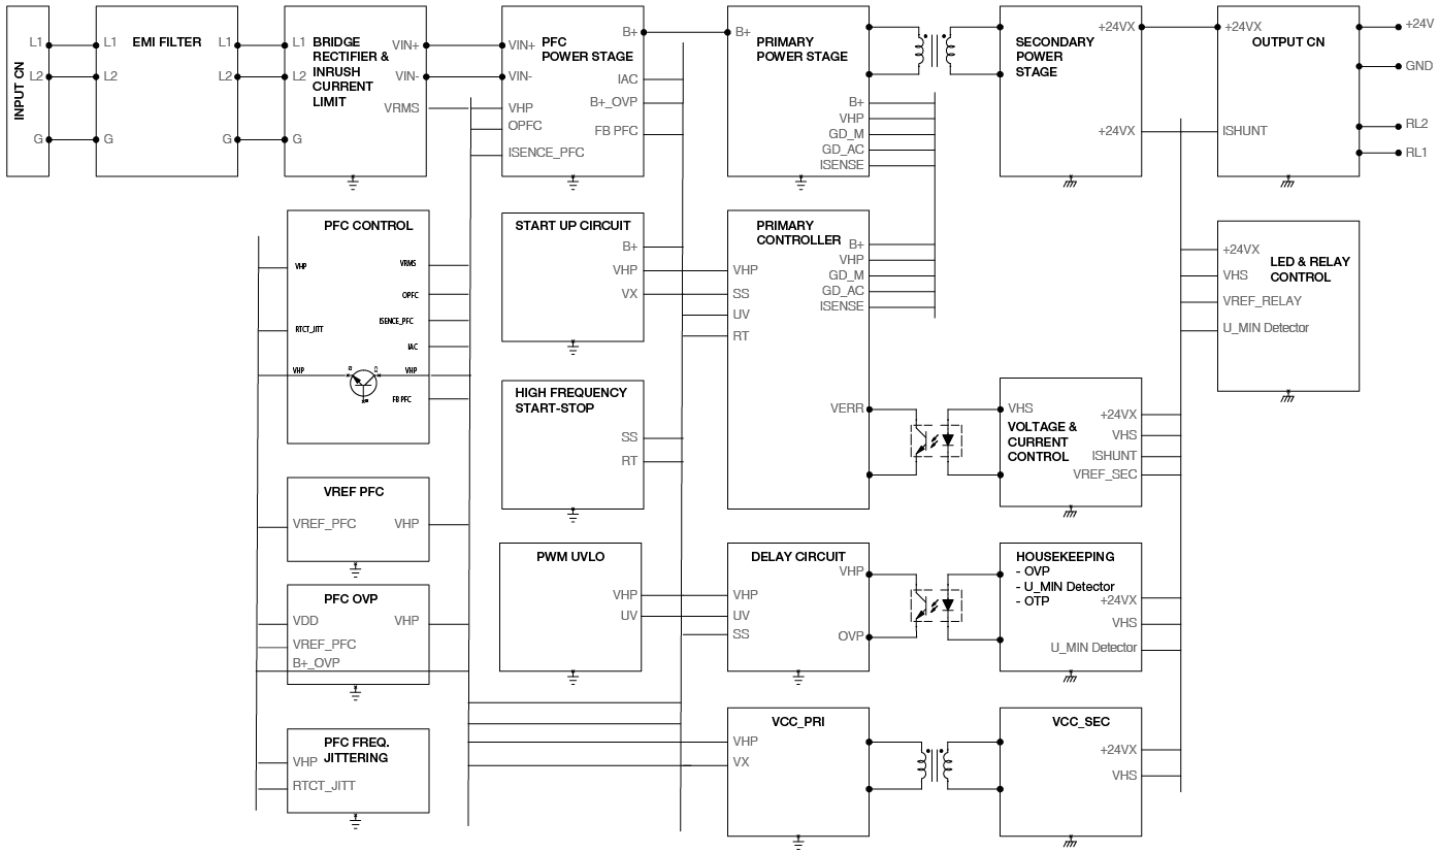 INPUT CN
L1
L2
G
EMI FILTER
L1
L2
G
L1
L2
G
BRIDGE
RECTIFIER &
INRUSH
CURRENT
LIMIT
L1
L2
G
VIN+
VIN-
VRMS
PFC
POWER STAGE
VIN+
VIN-
VHP
OPFC
ISENCE_PFC
B+
IAC
B+_OVP
FB PFC
PRIMARY
POWER STAGE
B+
B+
VHP
GD_M
GD_AC
ISENSE
SECONDARY
POWER
STAGE
+24VX
+24VX
OUTPUT CN
+24VX
ISHUNT
+24V
GND
RL2
RL1
PFC CONTROL
VHP
RTCT_JITT
VHP
VRMS
OPFC
ISENCE_PFC
IAC
VHP
FB PFC
START UP CIRCUIT
B+
VHP
VX
PRIMARY
CONTROLLER
VHP
SS
UV
RT
B+
VHP
GD_M
GD_AC
ISENSE
VERR
LED & RELAY
CONTROL
+24VX
VHS
VREF_RELAY
U_MIN Detector
HIGH FREQUENCY
START-STOP
SS
RT
VHS
VOLTAGE &
CURRENT
CONTROL
+24VX
VHS
ISHUNT
VREF_SEC
VREF PFC
VREF_PFC
VHP
PWM UVLO
VHP
UV
DELAY CIRCUIT
VHP
UV
SS
VHP
OVP
HOUSEKEEPING
- OVP
- U_MIN Detector
- OTP
+24VX
VHS
U_MIN Detector
PFC OVP
VDD
VREF_PFC
B+_OVP
VHP
PFC FREQ.
JITTERING
VHP
RTCT_JITT
VCC_PRI
VHP
VX
VCC_SEC
+24VX
VHS